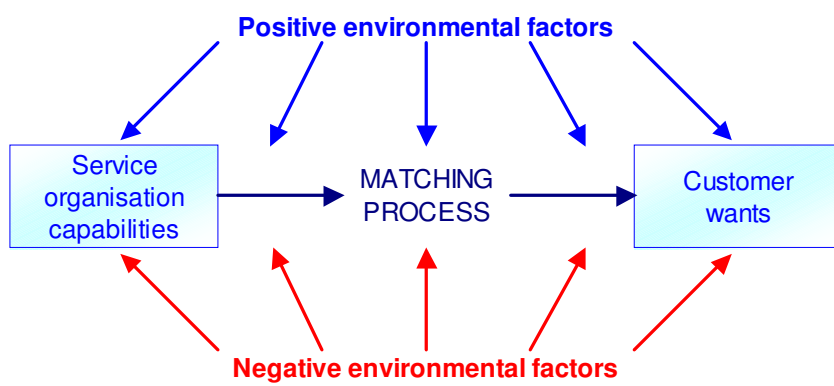 Positive environmental factors
Service
organisation
capabilities
MATCHING
PROCESS
Customer
wants
Negative environmental factors